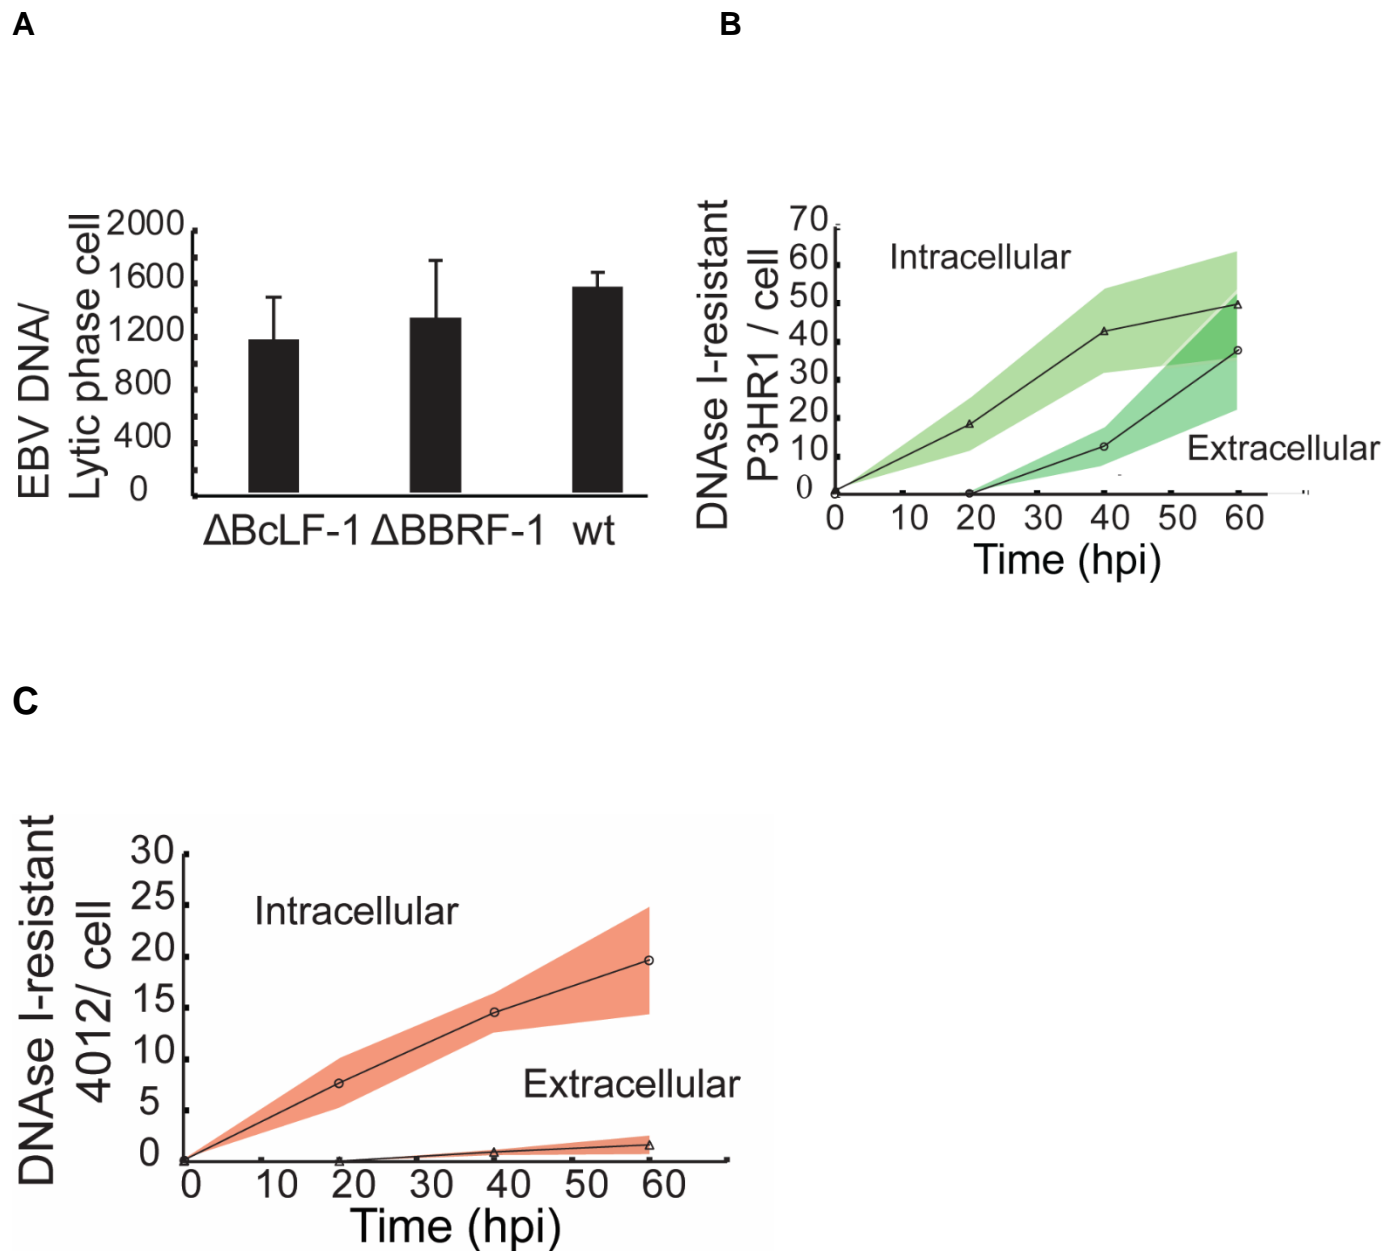 A
EBV DNA/
Lytic phase cell
2000
1600
1200
800
400
0
ΔBcLF-1 ΔBBRF-1 wt
B
DNAse I-resistant
P3HR1 / cell
70
60
50
40
30
20
10
0
Intracellular
Extracellular
0 10 20 30 40 50 60
Time (hpi)
C
DNAse I-resistant
4012/ cell
30
25
20
15
10
5
0
Intracellular
Extracellular
0 10 20 30 40 50 60
Time (hpi)